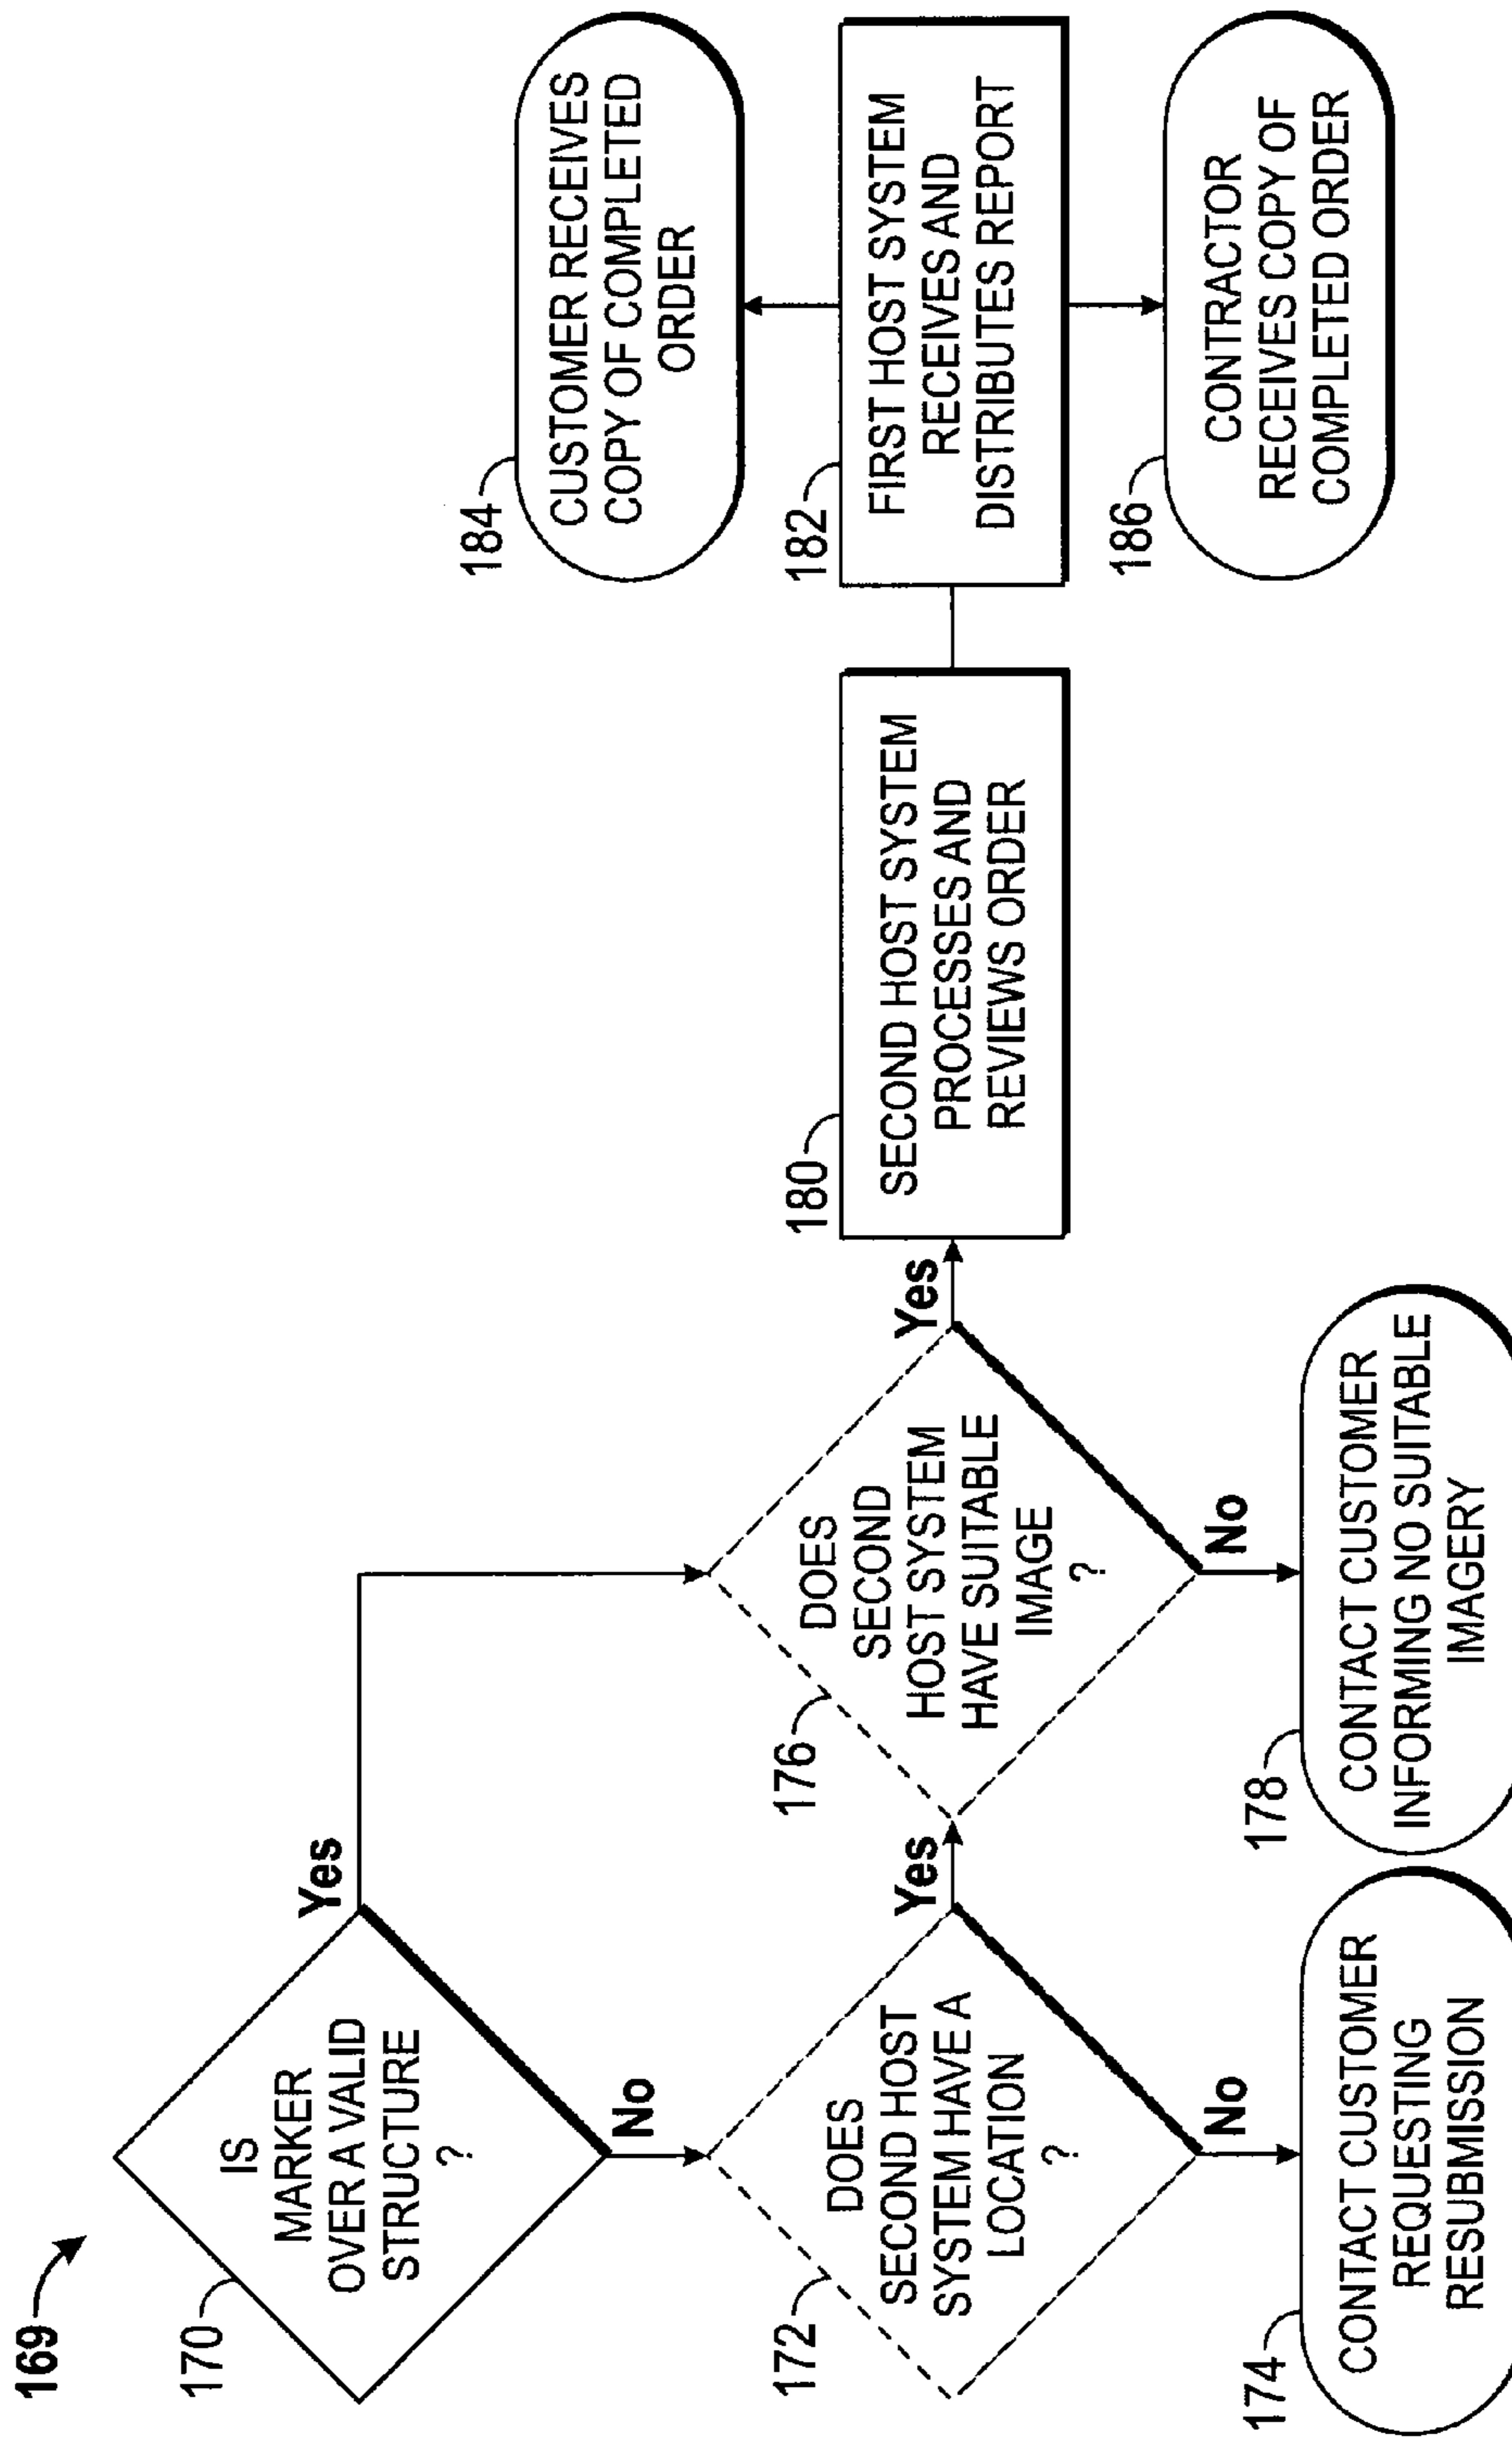 169
170
IS
MARKER
OVER A VALID
STRUCTURE
?
Yes
No
172
DOES
SECOND HOST
SYSTEM HAVE A
LOCATION
?
Yes
No
174
CONTACT CUSTOMER
REQUESTING
RESUBMISSION
176
DOES
SECOND
HOST SYSTEM
HAVE SUITABLE
IMAGE
?
Yes
No
178
CONTACT CUSTOMER
INFORMING NO SUITABLE
IMAGERY
180
SECOND HOST SYSTEM
PROCESSES AND
REVIEWS ORDER
182
FIRST HOST SYSTEM
RECEIVES AND
DISTRIBUTES REPORT
184
CUSTOMER RECEIVES
COPY OF COMPLETED
ORDER
186
CONTRACTOR
RECEIVES COPY OF
COMPLETED ORDER